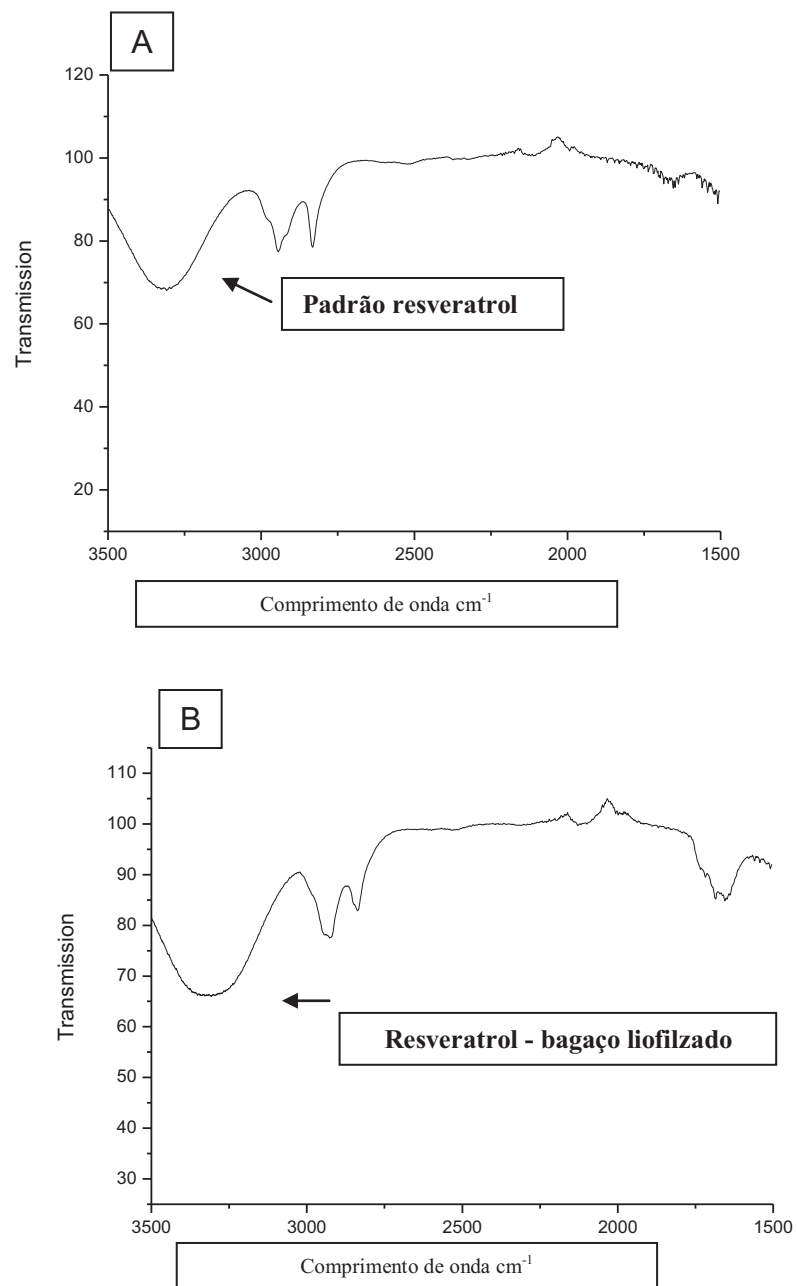 A
120
100
80
60
40
20
Transmission
Padrão resveratrol
3500 3000 2500 2000 1500
Comprimento de onda cm-1
B
110
100
90
80
70
60
50
40
30
Transmission
Resveratrol - bagaço liofilzado
3500 3000 2500 2000 1500
Comprimento de onda cm-1